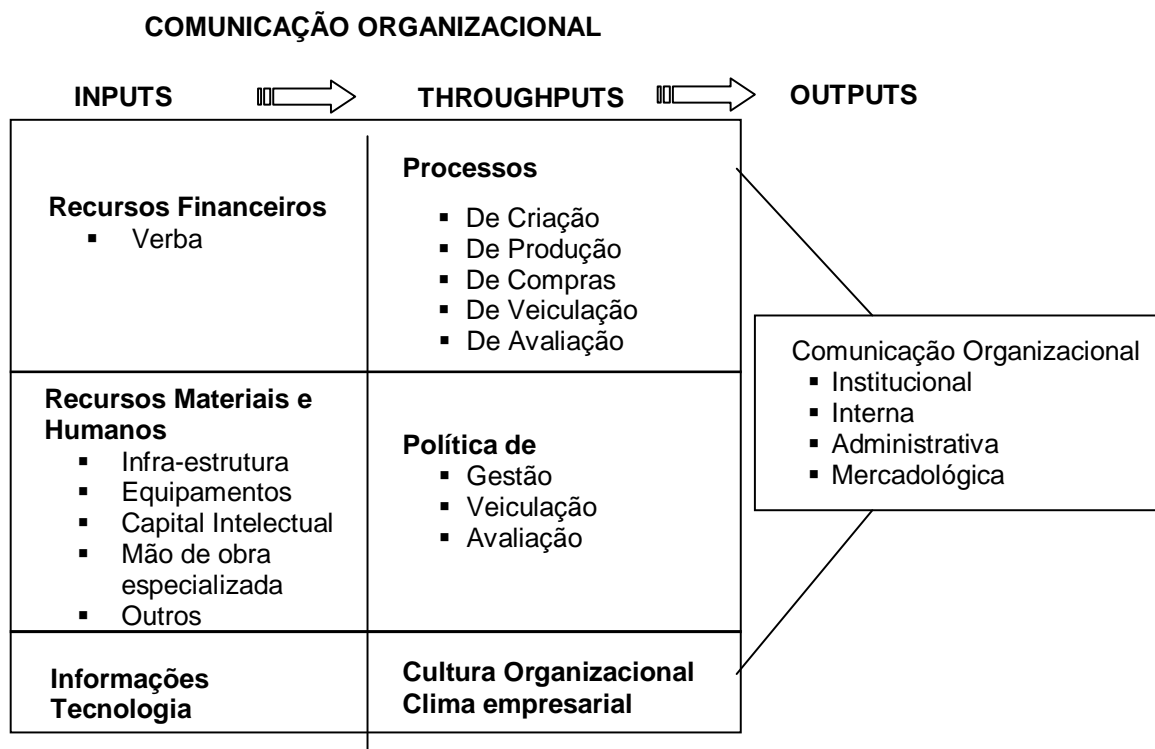 COMUNICAÇÃO ORGANIZACIONAL
INPUTS THROUGHPUTS OUTPUTS
Recursos Financeiros
▪ Verba
Processos
▪ De Criação
▪ De Produção
▪ De Compras
▪ De Veiculação
▪ De Avaliação
Recursos Materiais e
Humanos
▪ Infra-estrutura
▪ Equipamentos
▪ Capital Intelectual
▪ Mão de obra
especializada
▪ Outros
Política de
▪ Gestão
▪ Veiculação
▪ Avaliação
Informações
Tecnologia
Cultura Organizacional
Clima empresarial
Comunicação Organizacional
▪ Institucional
▪ Interna
▪ Administrativa
▪ Mercadológica